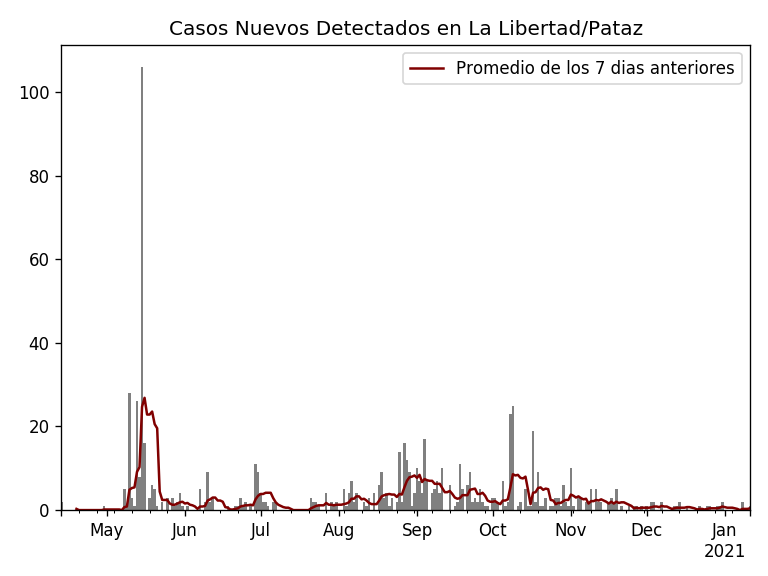 Casos Nuevos Detectados en La Libertad/Pataz
Promedio de los 7 dias anteriores
100
80
60
40
20
0
May Jun Jul Aug Sep Oct Nov Dec Jan
2021